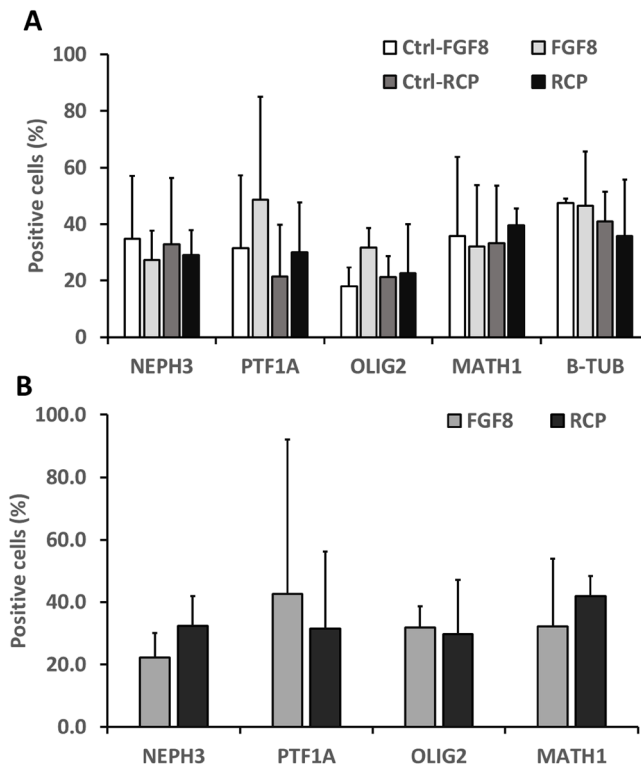 A
Ctrl-FGF8 FGF8
Ctrl-RCP RCP
100
80
60
40
20
0
Positive cells (%)
NEPH3 PTF1A OLIG2 MATH1 B-TUB
B
FGF8 RCP
100.0
80.0
60.0
40.0
20.0
0.0
Positive cells (%)
NEPH3 PTF1A OLIG2 MATH1